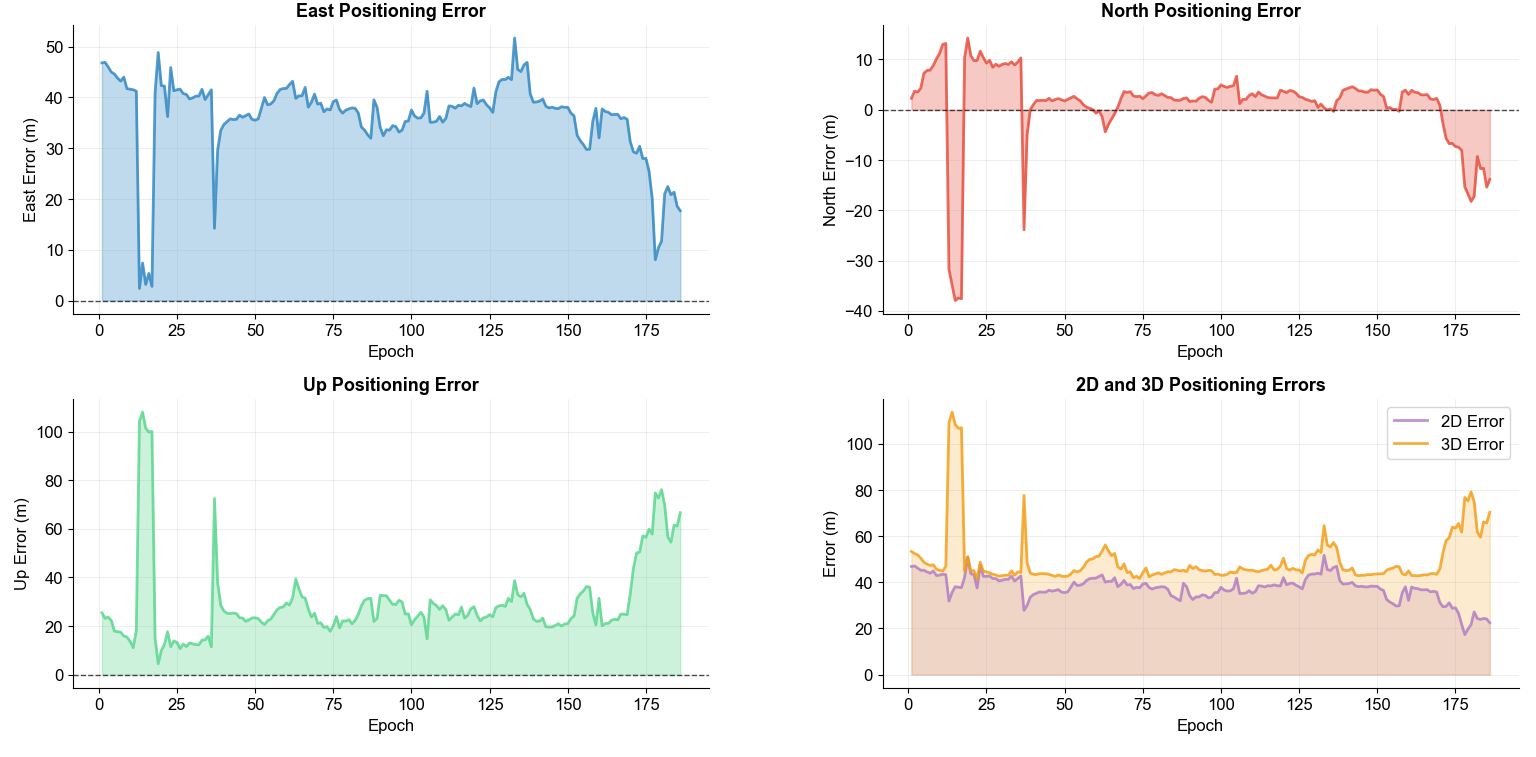 East Positioning Error
East Error (m)
50
40
30
20
10
0
0 25 50 75 100 125 150 175
Epoch
North Positioning Error
North Error (m)
10
0
−10
−20
−30
−40
0 25 50 75 100 125 150 175
Epoch
Up Positioning Error
Up Error (m)
100
80
60
40
20
0
0 25 50 75 100 125 150 175
Epoch
2D and 3D Positioning Errors
Error (m)
100
80
60
40
20
0
2D Error
3D Error
0 25 50 75 100 125 150 175
Epoch